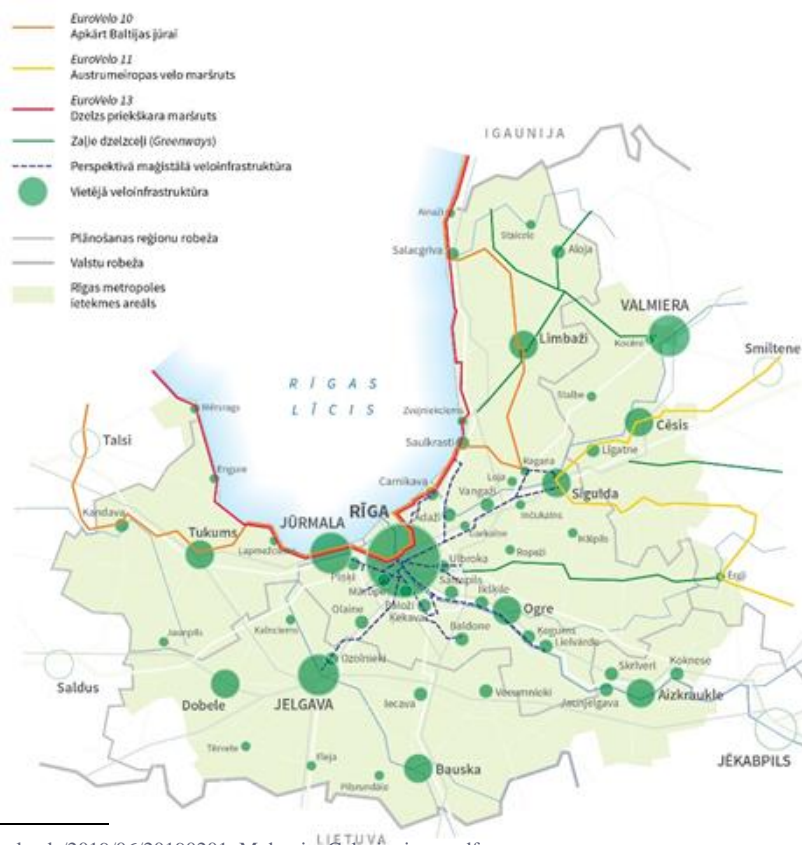 EuroVelo 10
Apkārt Baltijas jūrai
EuroVelo 11
Austrumeiropas velo maršruts
EuroVelo 13
Dzelzs priekškara maršruts
Zaļie dzelzceļi (Greenways)
Perspektīvā maģistālā veloinfrastruktūra
Vietējā veloinfrastruktūra
Plānošanas reģionu robeža
Valstu robeža
Rīgas metropoles
ietekmes areāls
IGAUNIJA
Ainaži
Staicele
Salacgrīva
Aloja
VALMIERA
Limbaži
Kocēni
Smiltene
RĪGAS
LĪCIS
Stalbe
Mērsrags
Zvejniekciems
Cēsis
Talsi
Saulkrasti
Līgatne
Ragana
Engure
Carnikava
Loja
Sigulda
Vangaži
RĪGA
Kandava
JŪRMALA
Ādaži
Inčukalns
Tukums
Garkalne
Mālpils
Lapmežciems
Ulbroka
Ropaži
Piņķi
Ērgļi
Mārupe
Salaspils
Ikšķile
Olaine
Baloži
Ogre
Ķekava
Kalnciems
Baldone
Ķegums
Jaunpils
Lielvārde
Ozolnieki
Skrīveri
Koknese
Saldus
Dobele
JELGAVA
Iecava
Vecumnieki
Jaunjelgava
Aizkraukle
Tērvete
JĒKABPILS
Eleja
Bauska
Pilsrundāle
LIETUVA